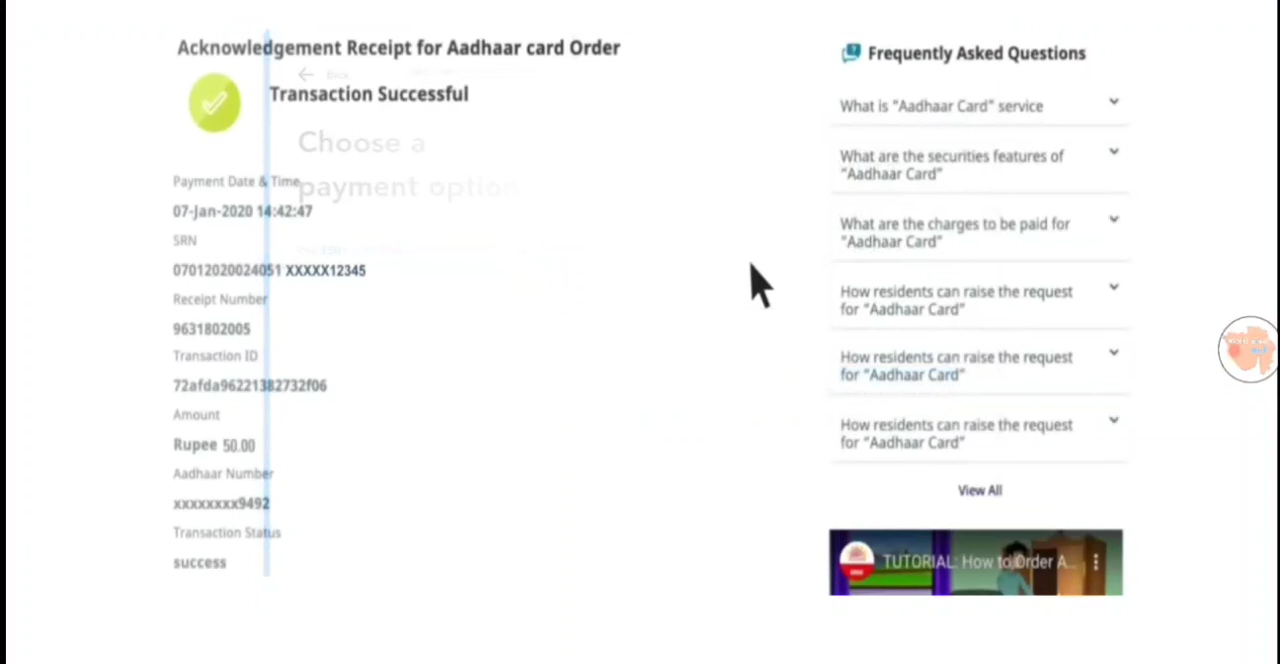 Acknowledgement Receipt for Aadhaar card Order
Transaction Successful
Choose a
payment option
Payment Date & Time
07-Jan-2020 14:42:47
SRN
07012020024051 XXXXX12345
Receipt Number
9631802005
Transaction ID
72afda96221382732f06
Amount
Rupee 50.00
Aadhaar Number
xxxxxxxx9492
Transaction Status
success
Frequently Asked Questions
What is "Aadhaar Card" service
What are the securities features of
"Aadhaar Card"
What are the charges to be paid for
"Aadhaar Card"
How residents can raise the request
for "Aadhaar Card"
How residents can raise the request
for "Aadhaar Card"
How residents can raise the request
for "Aadhaar Card"
View All
TUTORIAL: How to Order A...